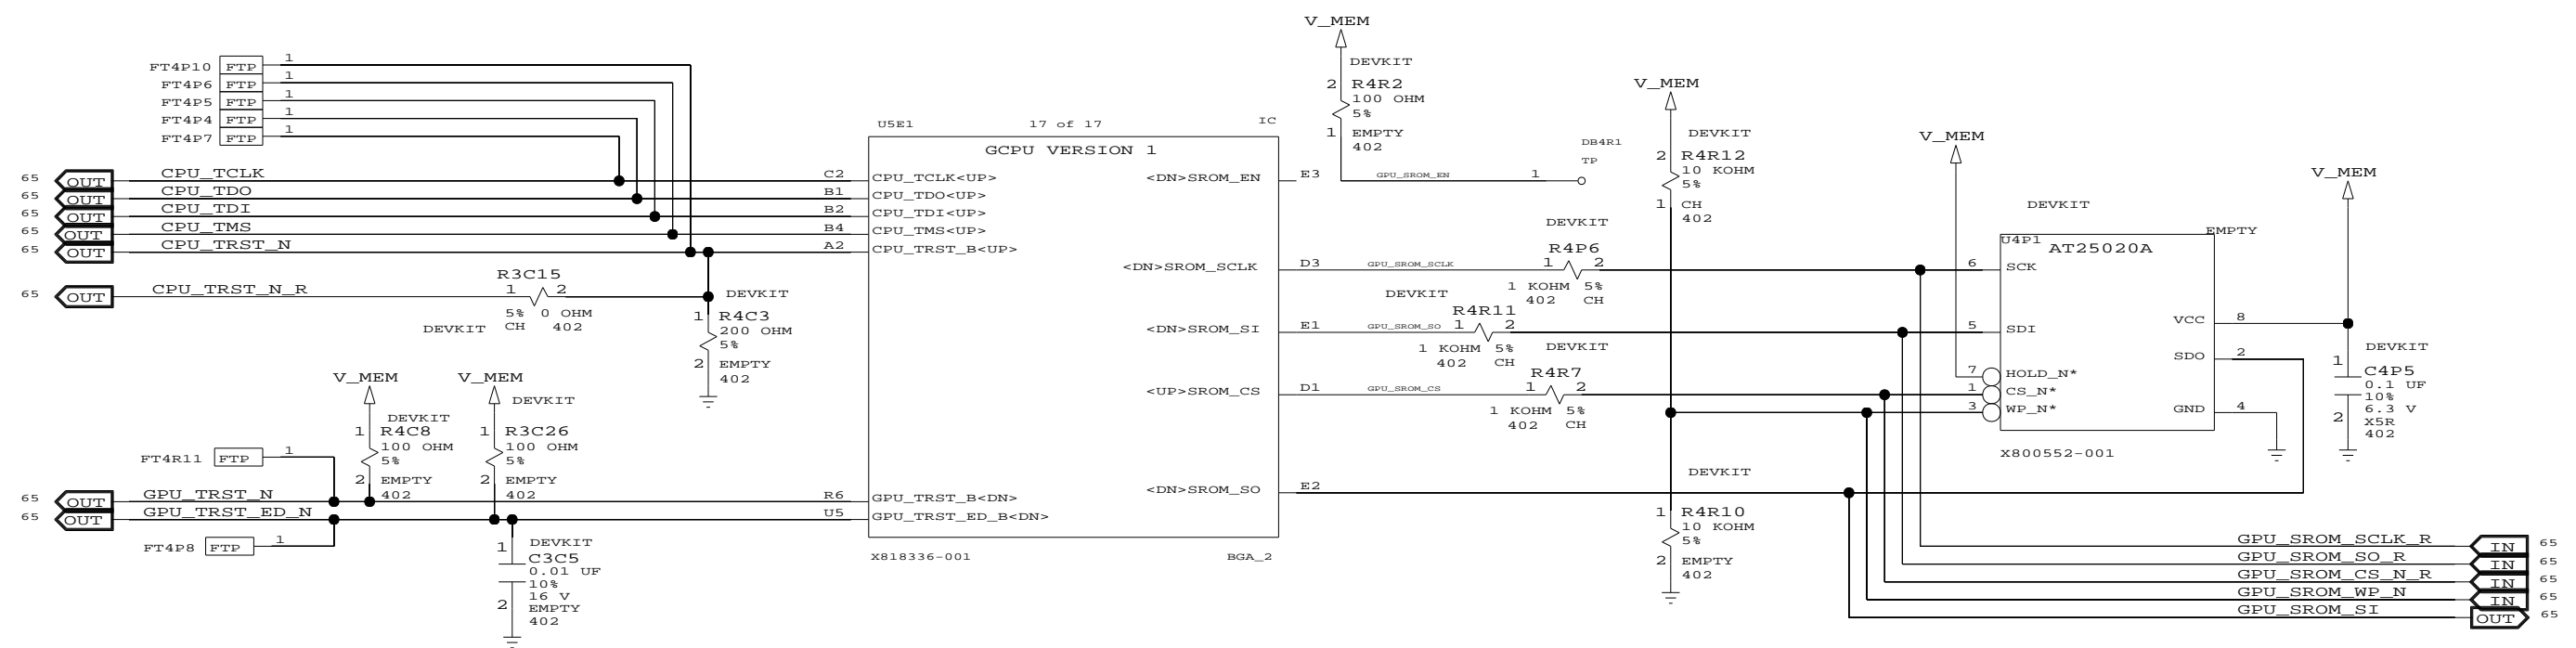 V_MEM
DEVKIT
2 R4R2
100 OHM
5%
1 EMPTY
402
FT4P10 FTP 1
FT4P6 FTP 1
FT4P5 FTP 1
FT4P4 FTP 1
FT4P7 FTP 1
65 OUT CPU_TCLK
65 OUT CPU_TDO
65 OUT CPU_TDI
65 OUT CPU_TMS
65 OUT CPU_TRST_N
65 OUT CPU_TRST_N_R
R3C15
1 2
5% 0 OHM
CH 402
DEVKIT
DEVKIT
1 R4C3
200 OHM
5%
2 EMPTY
402
V_MEM
DEVKIT
1 R4C8
100 OHM
5%
2 EMPTY
402
V_MEM
DEVKIT
1 R3C26
100 OHM
5%
2 EMPTY
402
FT4R11 FTP 1
65 OUT GPU_TRST_N
65 OUT GPU_TRST_ED_N
FT4P8 FTP 1
DEVKIT
1 C3C5
0.01 UF
10%
16 V
2 EMPTY
402
U5E1 17 of 17 IC
GCPU VERSION 1
C2 CPU_TCLK<UP>
B1 CPU_TDO<UP>
B2 CPU_TDI<UP>
B4 CPU_TMS<UP>
A2 CPU_TRST_B<UP>
R6 GPU_TRST_B<DN>
U5 GPU_TRST_ED_B<DN>
<DN>SROM_EN E3
<DN>SROM_SCLK D3
<DN>SROM_SI E1
<UP>SROM_CS D1
<DN>SROM_SO E2
X818336-001 BGA_2
GPU_SROM_EN 1
DB4R1
TP
GPU_SROM_SCLK
DEVKIT
R4P6
1 2
1 KOHM 5%
402 CH
GPU_SROM_SO
DEVKIT
R4R11
1 2
1 KOHM 5%
402 CH
GPU_SROM_CS
DEVKIT
R4R7
1 2
1 KOHM 5%
402 CH
V_MEM
DEVKIT
2 R4R12
10 KOHM
5%
1 CH
402
DEVKIT
1 R4R10
10 KOHM
5%
2 EMPTY
402
V_MEM
DEVKIT
EMPTY
U4P1
AT25020A
6 SCK
5 SDI
7 HOLD_N*
1 CS_N*
3 WP_N*
VCC 8
SDO 2
GND 4
X800552-001
V_MEM
DEVKIT
1 C4P5
0.1 UF
10%
6.3 V
2 X5R
402
GPU_SROM_SCLK_R IN 65
GPU_SROM_SO_R IN 65
GPU_SROM_CS_N_R IN 65
GPU_SROM_WP_N IN 65
GPU_SROM_SI OUT 65